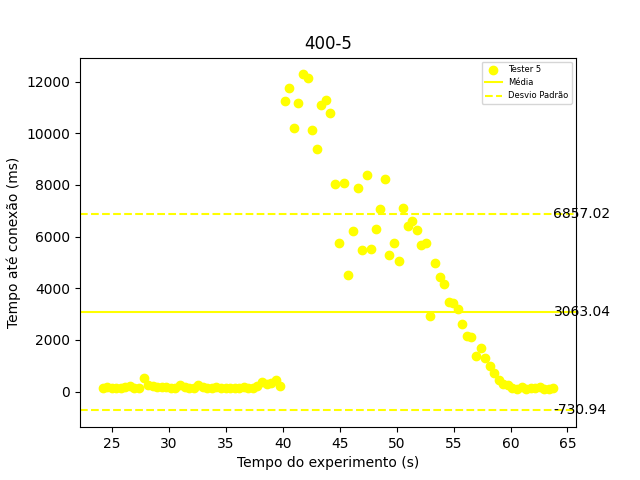 400-5
Tempo até conexão (ms)
12000
10000
8000
6000
4000
2000
0
Tester 5
Média
Desvio Padrão
6857.02
3063.04
-730.94
25 30 35 40 45 50 55 60 65
Tempo do experimento (s)